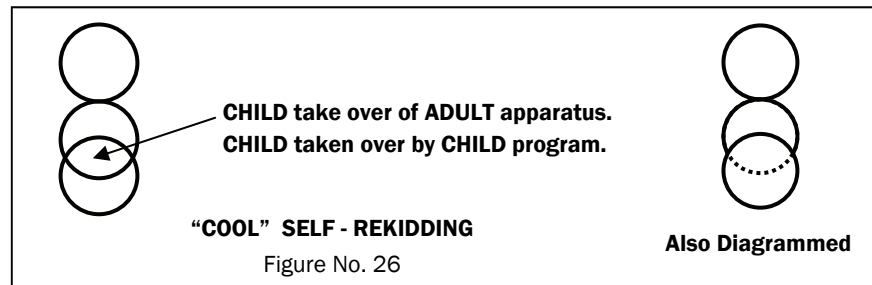 CHILD take over of ADULT apparatus.
CHILD taken over by CHILD program.
“COOL” SELF - REKIDDING
Figure No. 26
Also Diagrammed